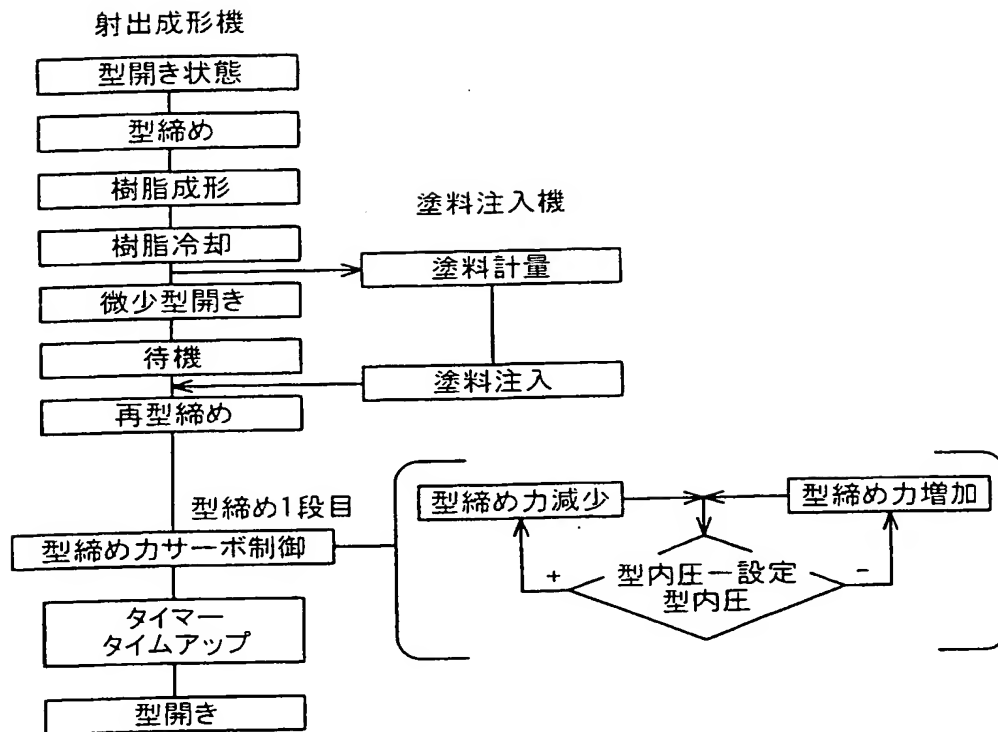 射出成形機
型開き状態
型締め
樹脂成形
樹脂冷却
微少型開き
待機
再型締め
塗料注入機
塗料計量
塗料注入
型締め1段目
型締め力サーボ制御
タイマー
タイムアップ
型開き
型締め力減少
型締め力増加
+
型内圧ー設定
型内圧
−